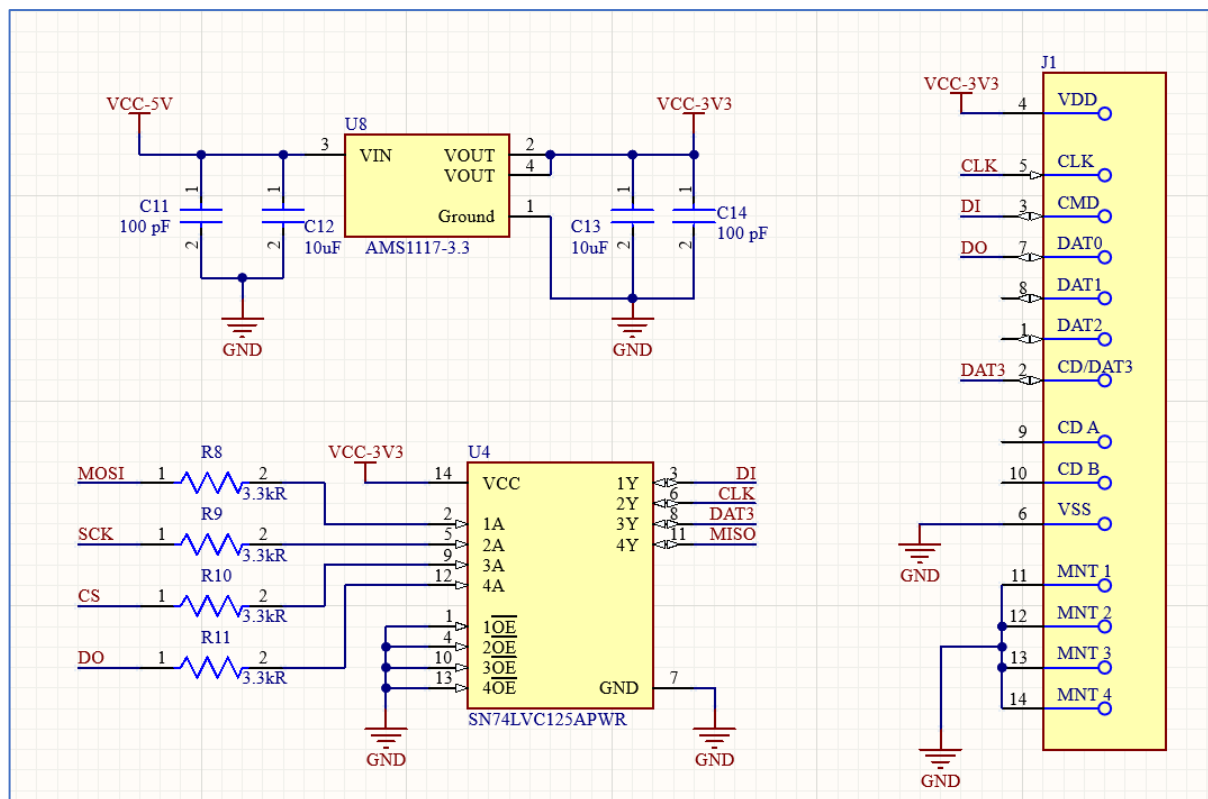 VCC-5V
U8
3 VIN VOUT 2
VOUT 4
Ground 1
AMS1117-3.3
VCC-3V3
C11
100 pF
1
2
C12
10uF
1
2
GND
C13
10uF
1
2
C14
100 pF
1
2
GND
U4
VCC-3V3
14 VCC
MOSI 1 R8 2
3.3kR
SCK 1 R9 2
3.3kR
CS 1 R10 2
3.3kR
DO 1 R11 2
3.3kR
2 1A
5 2A
9 3A
12 4A
1 1OE
4 2OE
10 3OE
13 4OE
GND
1Y 3 DI
2Y 6 CLK
3Y 8 DAT3
4Y 11 MISO
GND 7
GND
SN74LVC125APWR
J1
VCC-3V3
4 VDD
CLK 5 CLK
DI 3 CMD
DO 7 DAT0
8 DAT1
1 DAT2
DAT3 2 CD/DAT3
9 CD A
10 CD B
6 VSS
GND
11 MNT 1
12 MNT 2
13 MNT 3
14 MNT 4
GND